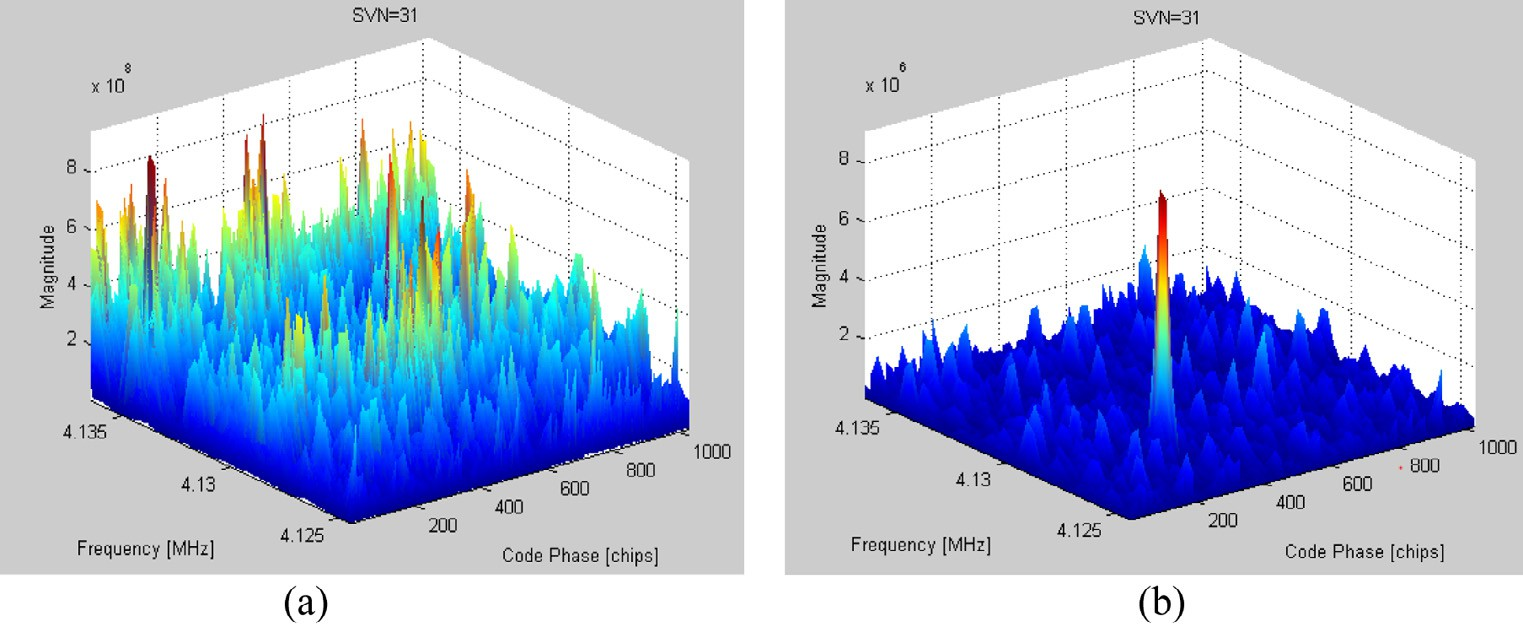 SVN=31
x 10
8
8
6
4
2
Magnitude
4.135
4.13
4.125
Frequency [MHz]
200
400
600
800
1000
Code Phase [chips]
(a)
SVN=31
x 10
6
8
6
4
2
Magnitude
4.135
4.13
4.125
Frequency [MHz]
200
400
600
800
1000
Code Phase [chips]
(b)